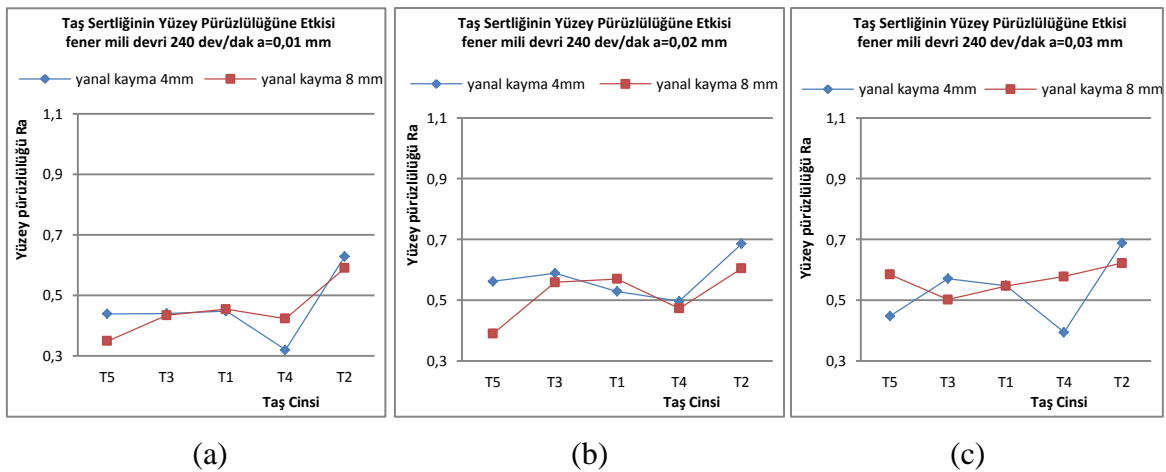 Taş Sertliğinin Yüzey Pürüzlülüğüne Etkisi
fener mili devri 240 dev/dak a=0,01 mm
yanal kayma 4mm yanal kayma 8 mm
Yüzey pürüzlülüğü Ra
1,1
0,9
0,7
0,5
0,3
T5 T3 T1 T4 T2
Taş Cinsi
(a)
Taş Sertliğinin Yüzey Pürüzlülüğüne Etkisi
fener mili devri 240 dev/dak a=0,02 mm
yanal kayma 4mm yanal kayma 8 mm
Yüzey pürüzlülüğü Ra
1,1
0,9
0,7
0,5
0,3
T5 T3 T1 T4 T2
Taş Cinsi
(b)
Taş Sertliğinin Yüzey Pürüzlülüğüne Etkisi
fener mili devri 240 dev/dak a=0,03 mm
yanal kayma 4mm yanal kayma 8 mm
Yüzey pürüzlülüğü Ra
1,1
0,9
0,7
0,5
0,3
T5 T3 T1 T4 T2
Taş Cinsi
(c)